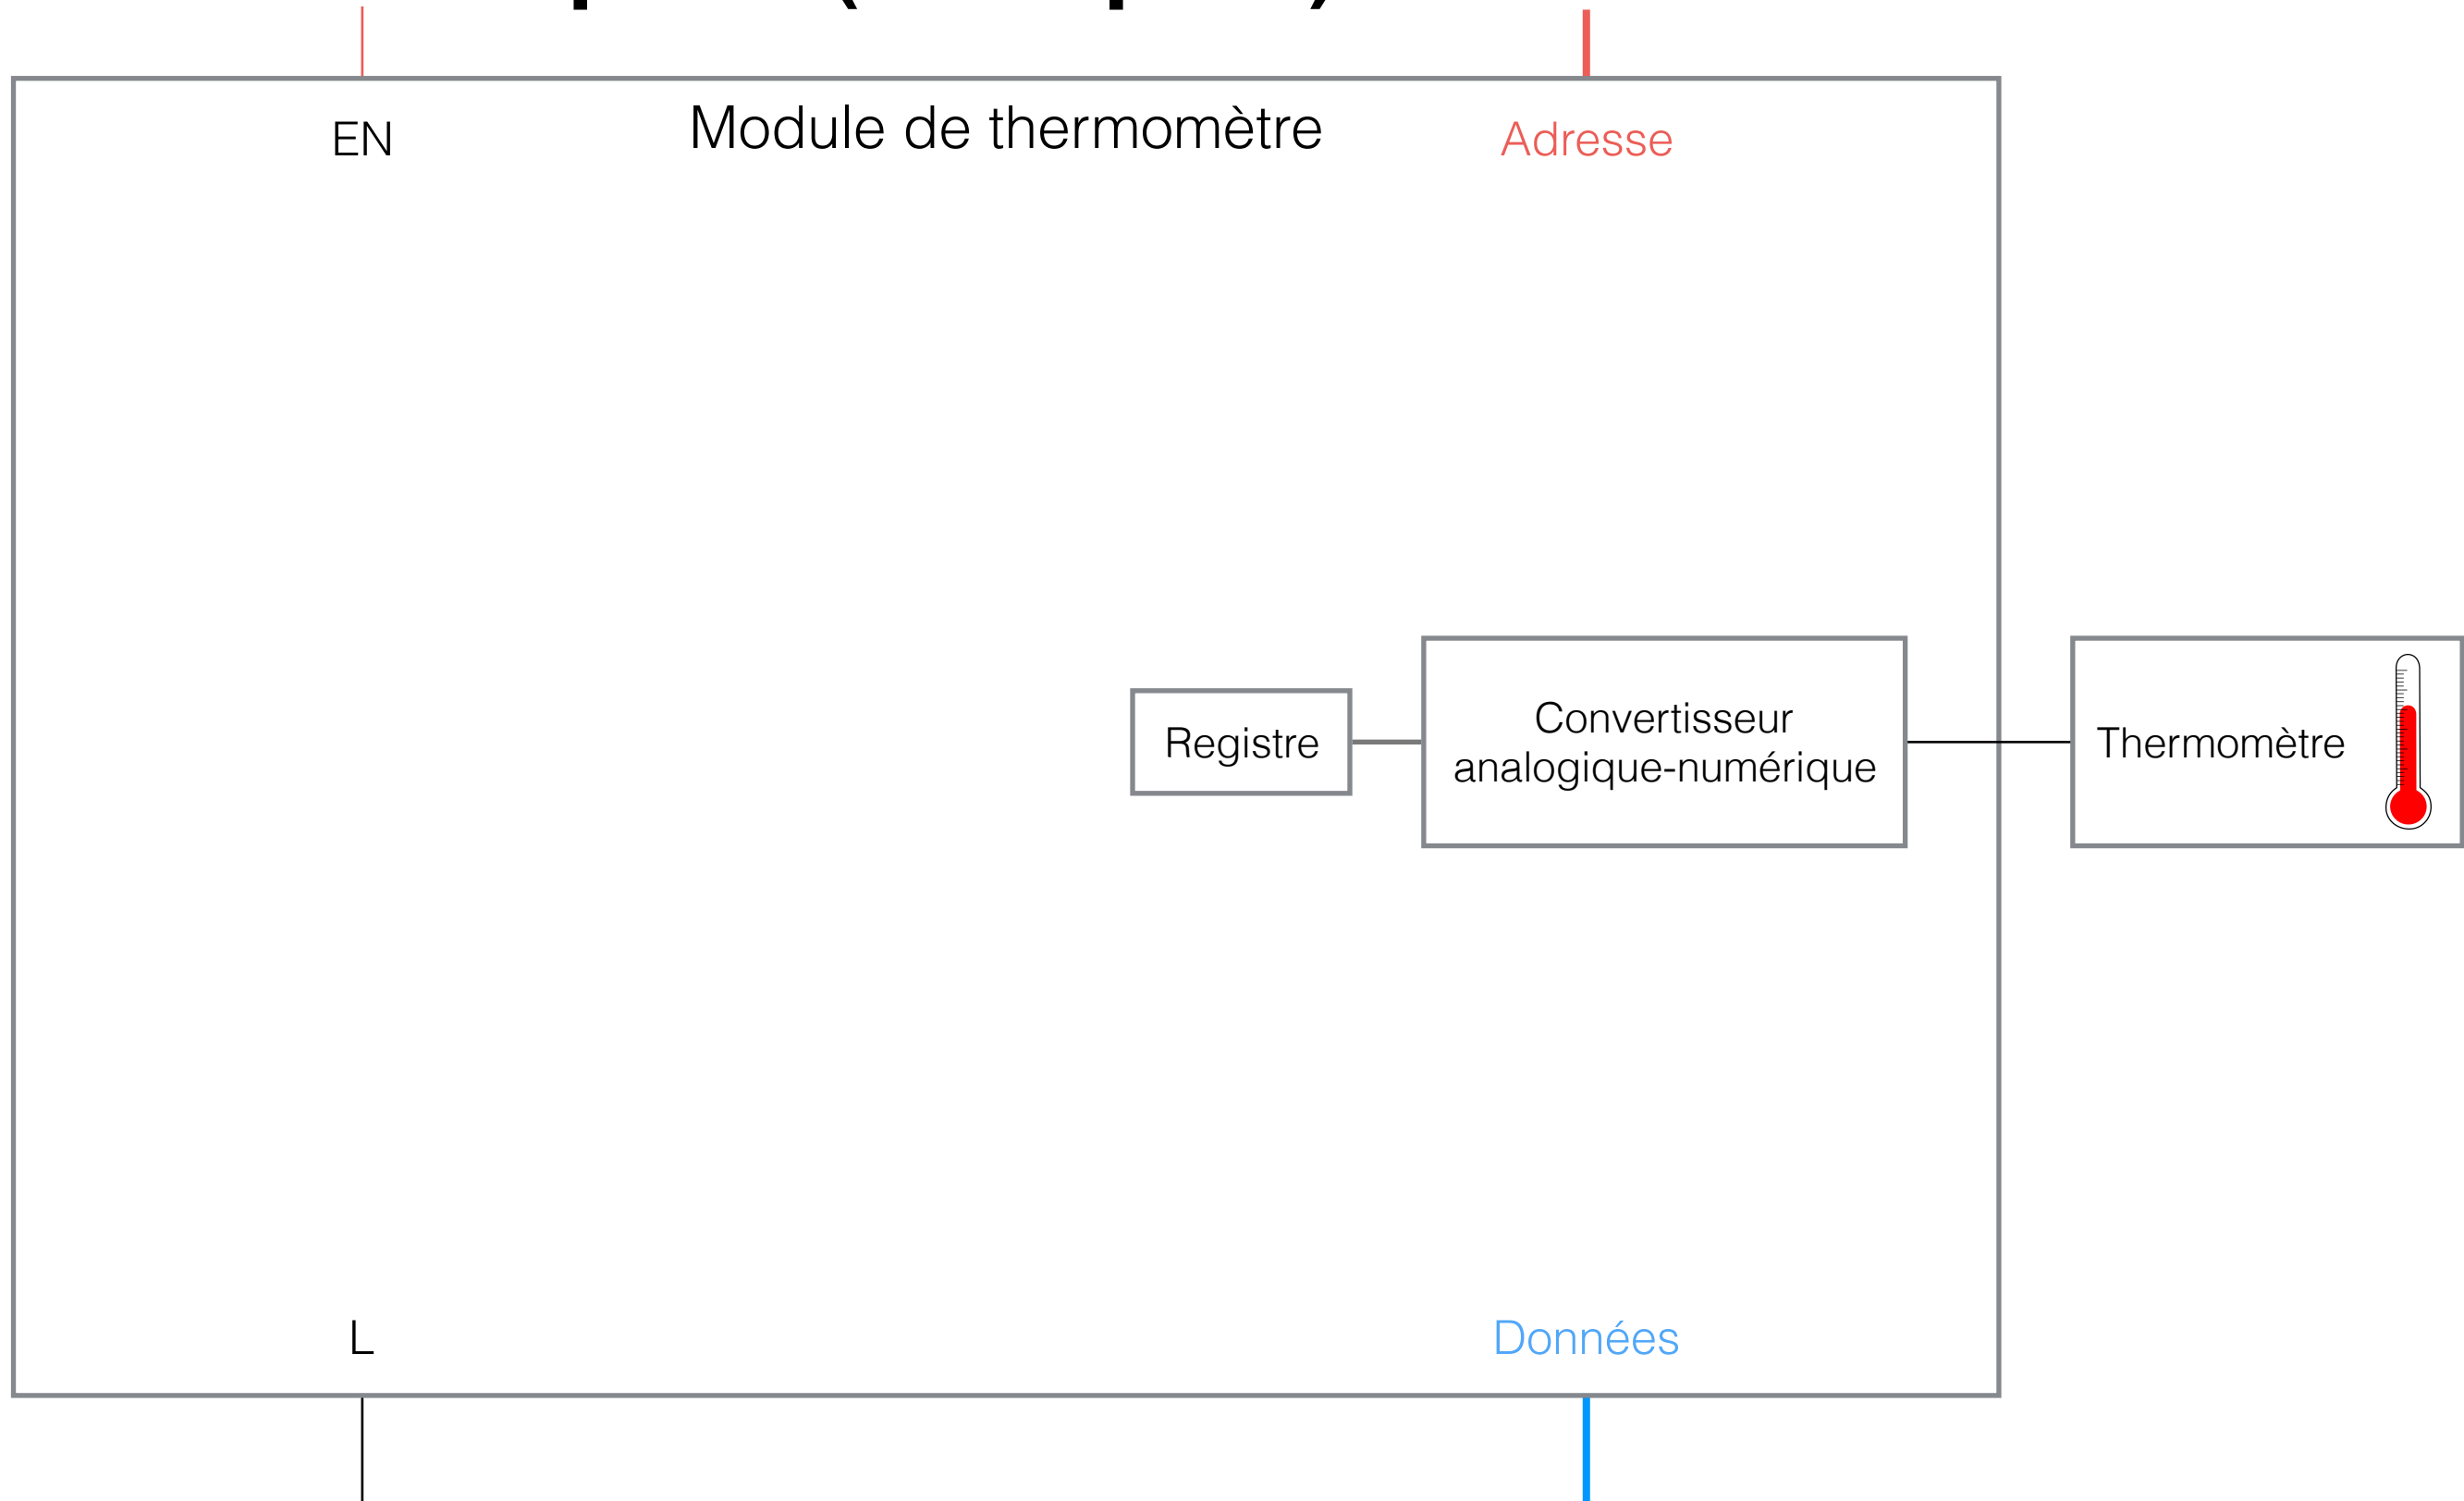 Module de thermomètre
EN
Adresse
Registre
Convertisseur
analogique-numérique
Thermomètre
L
Données